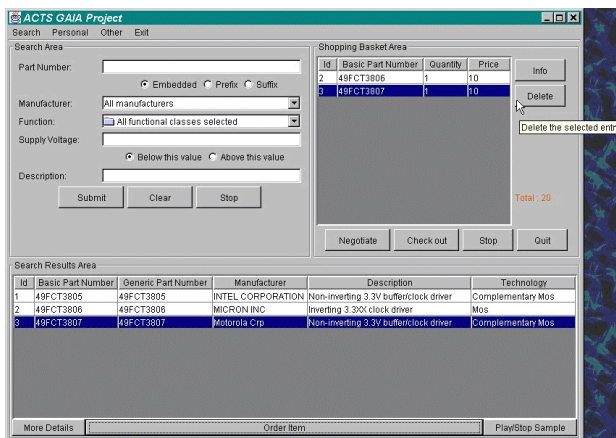 ACTS GAIA Project
Search Personal Other Exit
Search Area
Part Number:
Embedded Prefix Suffix
Manufacturer: All manufacturers
Function: All functional classes selected
Supply Voltage:
Below this value Above this value
Description:
Submit Clear Stop
Shopping Basket Area
Id Basic Part Number Quantity Price
2 49FCT3806 1 10
3 49FCT3807 1 10
Info
Delete
Delete the selected entr
Total : 20
Negotiate Check out Stop Quit
Search Results Area
Id Basic Part Number Generic Part Number Manufacturer Description Technology
1 49FCT3805 49FCT3805 INTEL CORPORATION Non-inverting 3.3V buffer/clock driver Complementary Mos
2 49FCT3806 49FCT3806 MICRON INC Inverting 3.3XX clock driver Mos
3 49FCT3807 49FCT3807 Motorola Crp Non-inverting 3.3V buffer/clock driver Complementary Mos
More Details Order Item Play/Stop Sample